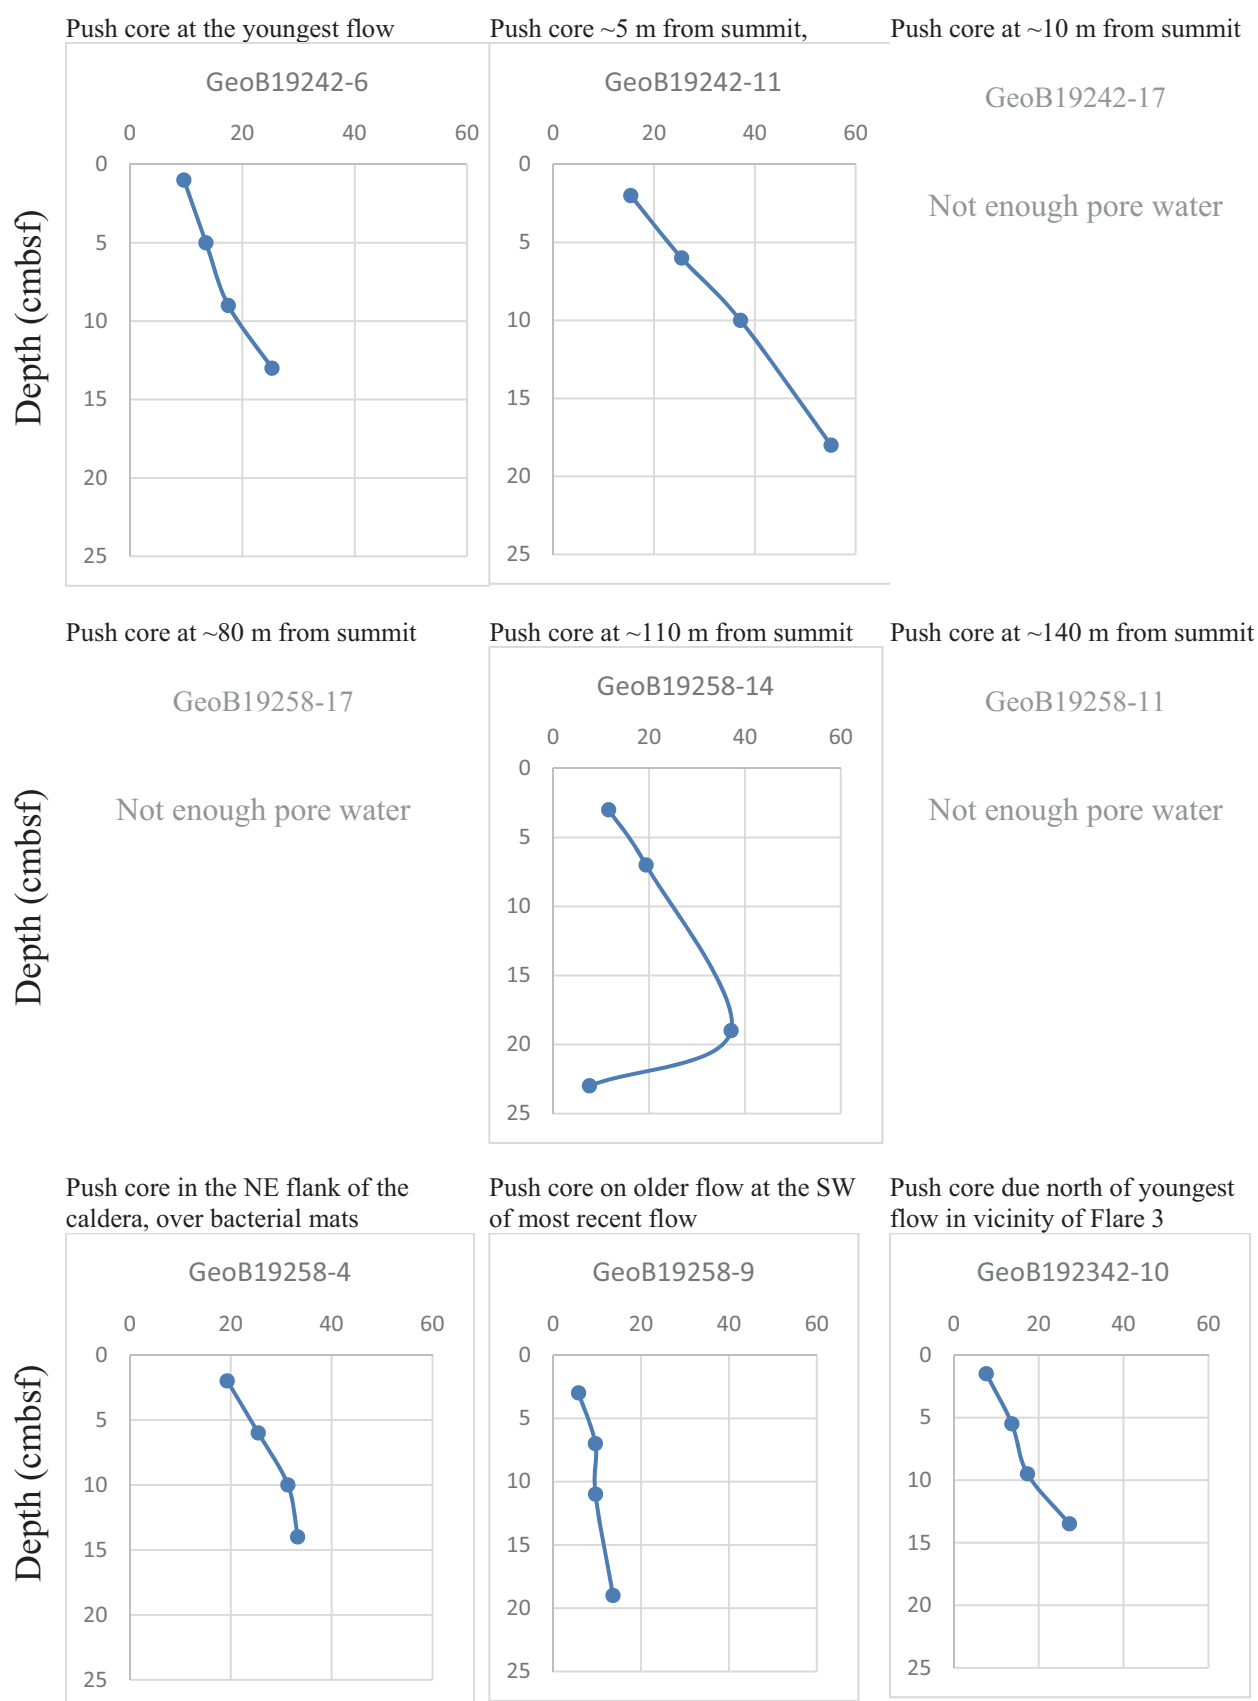 Push core at the youngest flow
Push core ~5 m from summit,
Push core at ~10 m from summit
GeoB19242-6
GeoB19242-11
GeoB19242-17
0 20 40 60
0 20 40 60
Not enough pore water
Depth (cmbsf)
0
5
10
15
20
25
0
5
10
15
20
25
Push core at ~80 m from summit
Push core at ~110 m from summit
Push core at ~140 m from summit
GeoB19258-17
GeoB19258-14
GeoB19258-11
Not enough pore water
0 20 40 60
Not enough pore water
Depth (cmbsf)
0
5
10
15
20
25
Push core in the NE flank of the
caldera, over bacterial mats
Push core on older flow at the SW
of most recent flow
Push core due north of youngest
flow in vicinity of Flare 3
GeoB19258-4
GeoB19258-9
GeoB192342-10
0 20 40 60
0 20 40 60
0 20 40 60
Depth (cmbsf)
0
5
10
15
20
25
0
5
10
15
20
25
0
5
10
15
20
25